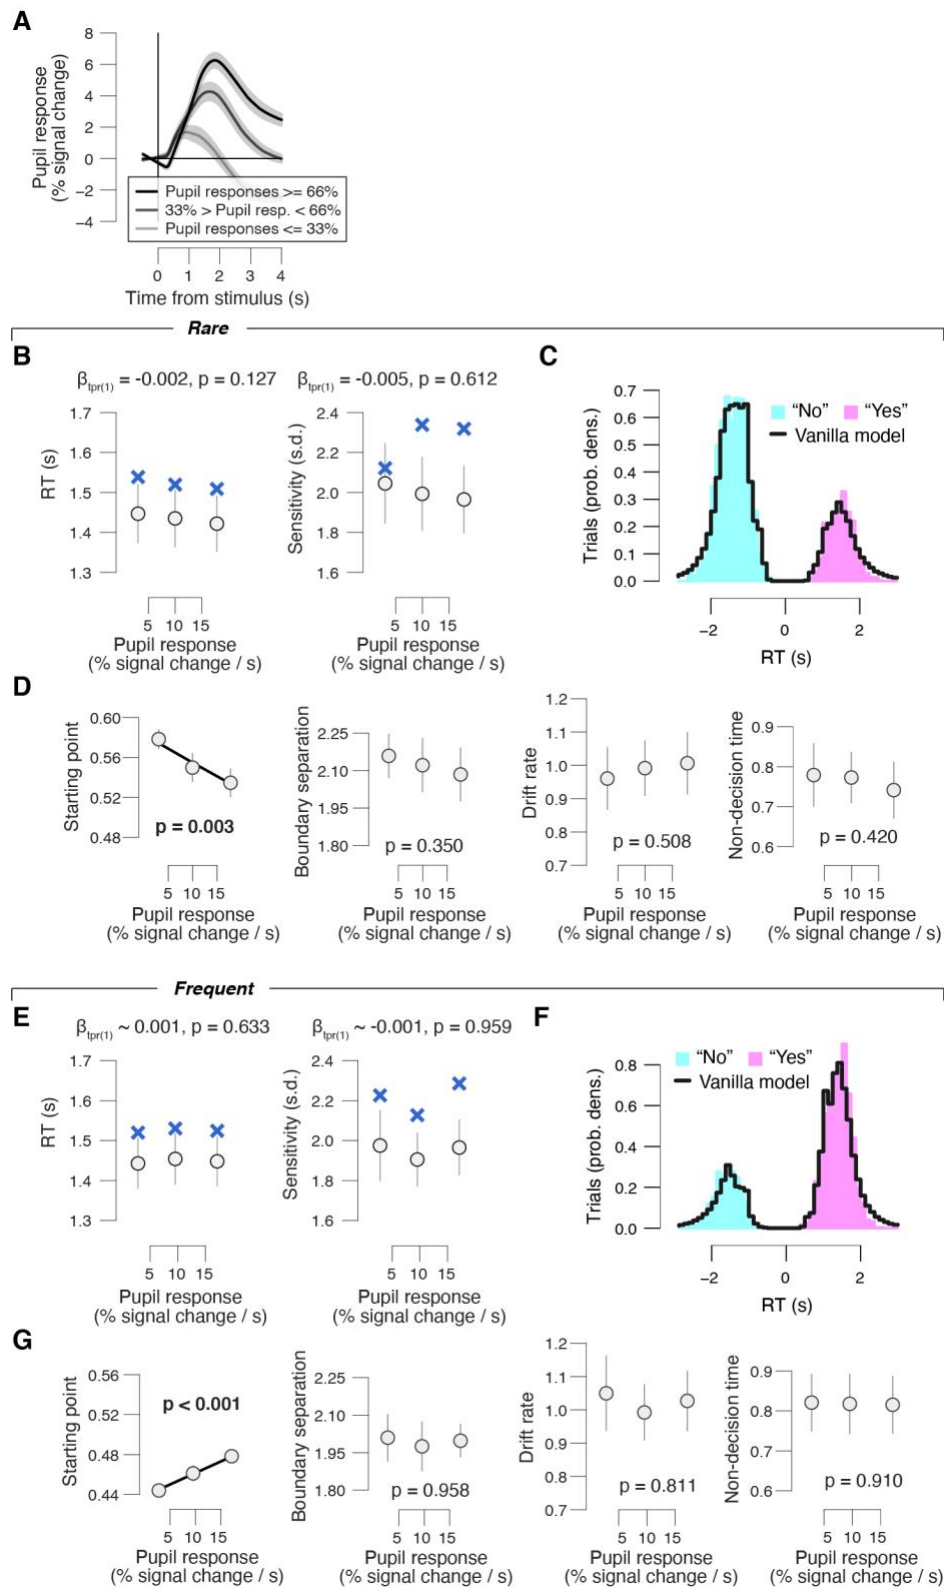 A
Pupil response
(% signal change)
8
6
4
2
0
−2
−4
Pupil responses >= 66%
33% > Pupil resp. < 66%
Pupil responses <= 33%
0 1 2 3 4
Time from stimulus (s)
Rare
B
βtpr(1) = -0.002, p = 0.127
RT (s)
1.7
1.6
1.5
1.4
1.3
5 10 15
Pupil response
(% signal change / s)
βtpr(1) = -0.005, p = 0.612
Sensitivity (s.d.)
2.4
2.2
2.0
1.8
1.6
5 10 15
Pupil response
(% signal change / s)
C
Trials (prob. dens.)
0.7
0.6
0.5
0.4
0.3
0.2
0.1
0.0
“No” “Yes”
Vanilla model
−2 0 2
RT (s)
D
Starting point
0.60
0.56
0.52
0.48
p = 0.003
5 10 15
Pupil response
(% signal change / s)
Boundary separation
2.25
2.10
1.95
1.80
p = 0.350
5 10 15
Pupil response
(% signal change / s)
Drift rate
1.2
1.1
1.0
0.9
0.8
0.7
p = 0.508
5 10 15
Pupil response
(% signal change / s)
Non-decision time
0.9
0.8
0.7
0.6
p = 0.420
5 10 15
Pupil response
(% signal change / s)
Frequent
E
βtpr(1) ~ 0.001, p = 0.633
RT (s)
1.7
1.6
1.5
1.4
1.3
5 10 15
Pupil response
(% signal change / s)
βtpr(1) ~ -0.001, p = 0.959
Sensitivity (s.d.)
2.4
2.2
2.0
1.8
1.6
5 10 15
Pupil response
(% signal change / s)
F
Trials (prob. dens.)
0.8
0.6
0.4
0.2
0.0
“No” “Yes”
Vanilla model
−2 0 2
RT (s)
G
Starting point
0.56
0.52
0.48
0.44
p < 0.001
5 10 15
Pupil response
(% signal change / s)
Boundary separation
2.25
2.10
1.95
1.80
p = 0.958
5 10 15
Pupil response
(% signal change / s)
Drift rate
1.2
1.1
1.0
0.9
0.8
0.7
p = 0.811
5 10 15
Pupil response
(% signal change / s)
Non-decision time
0.9
0.8
0.7
0.6
p = 0.910
5 10 15
Pupil response
(% signal change / s)